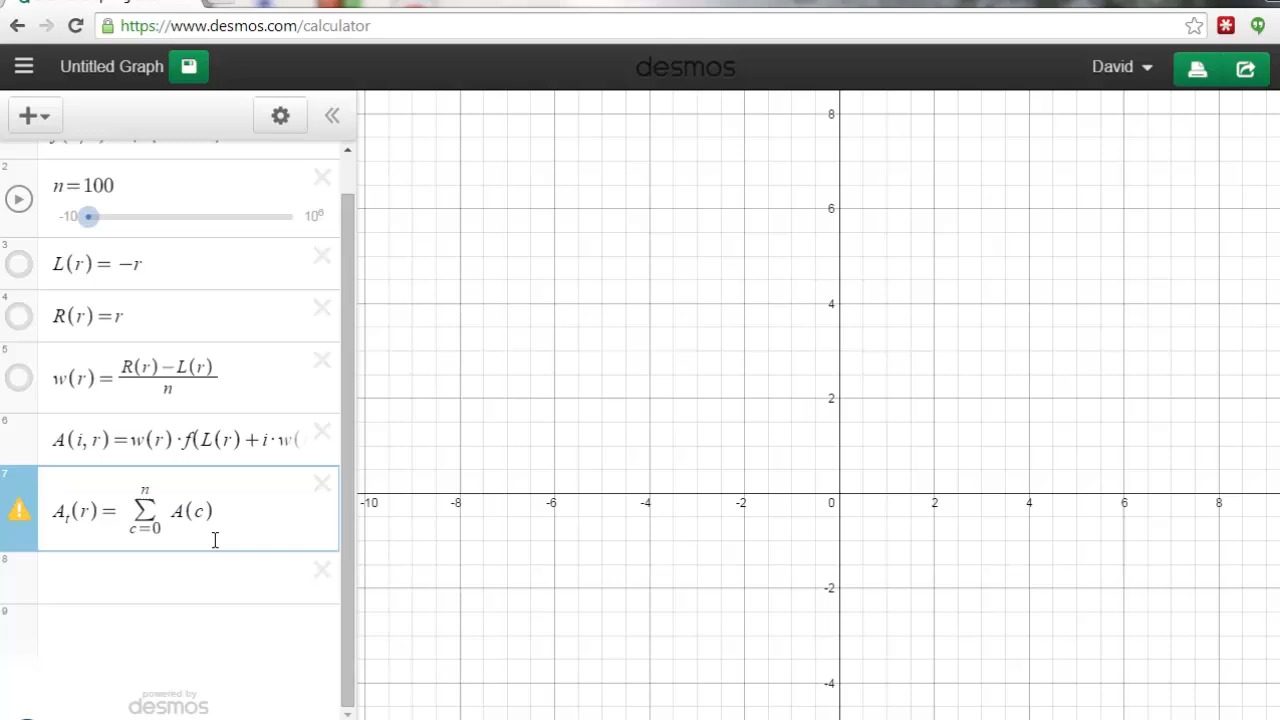 https://www.desmos.com/calculator
Untitled Graph
desmos
David
2
n=100
-10
10⁸
3
L(r)= −r
4
R(r)=r
5
w(r)= R(r)−L(r)
n
6
A(i, r)=w(r)·f(L(r)+i·w(
7
n
Aₜ(r)= ∑ A(c)
c=0
8
9
powered by
desmos
8
6
4
2
-10 -8 -6 -4 -2 0 2 4 6 8
-2
-4